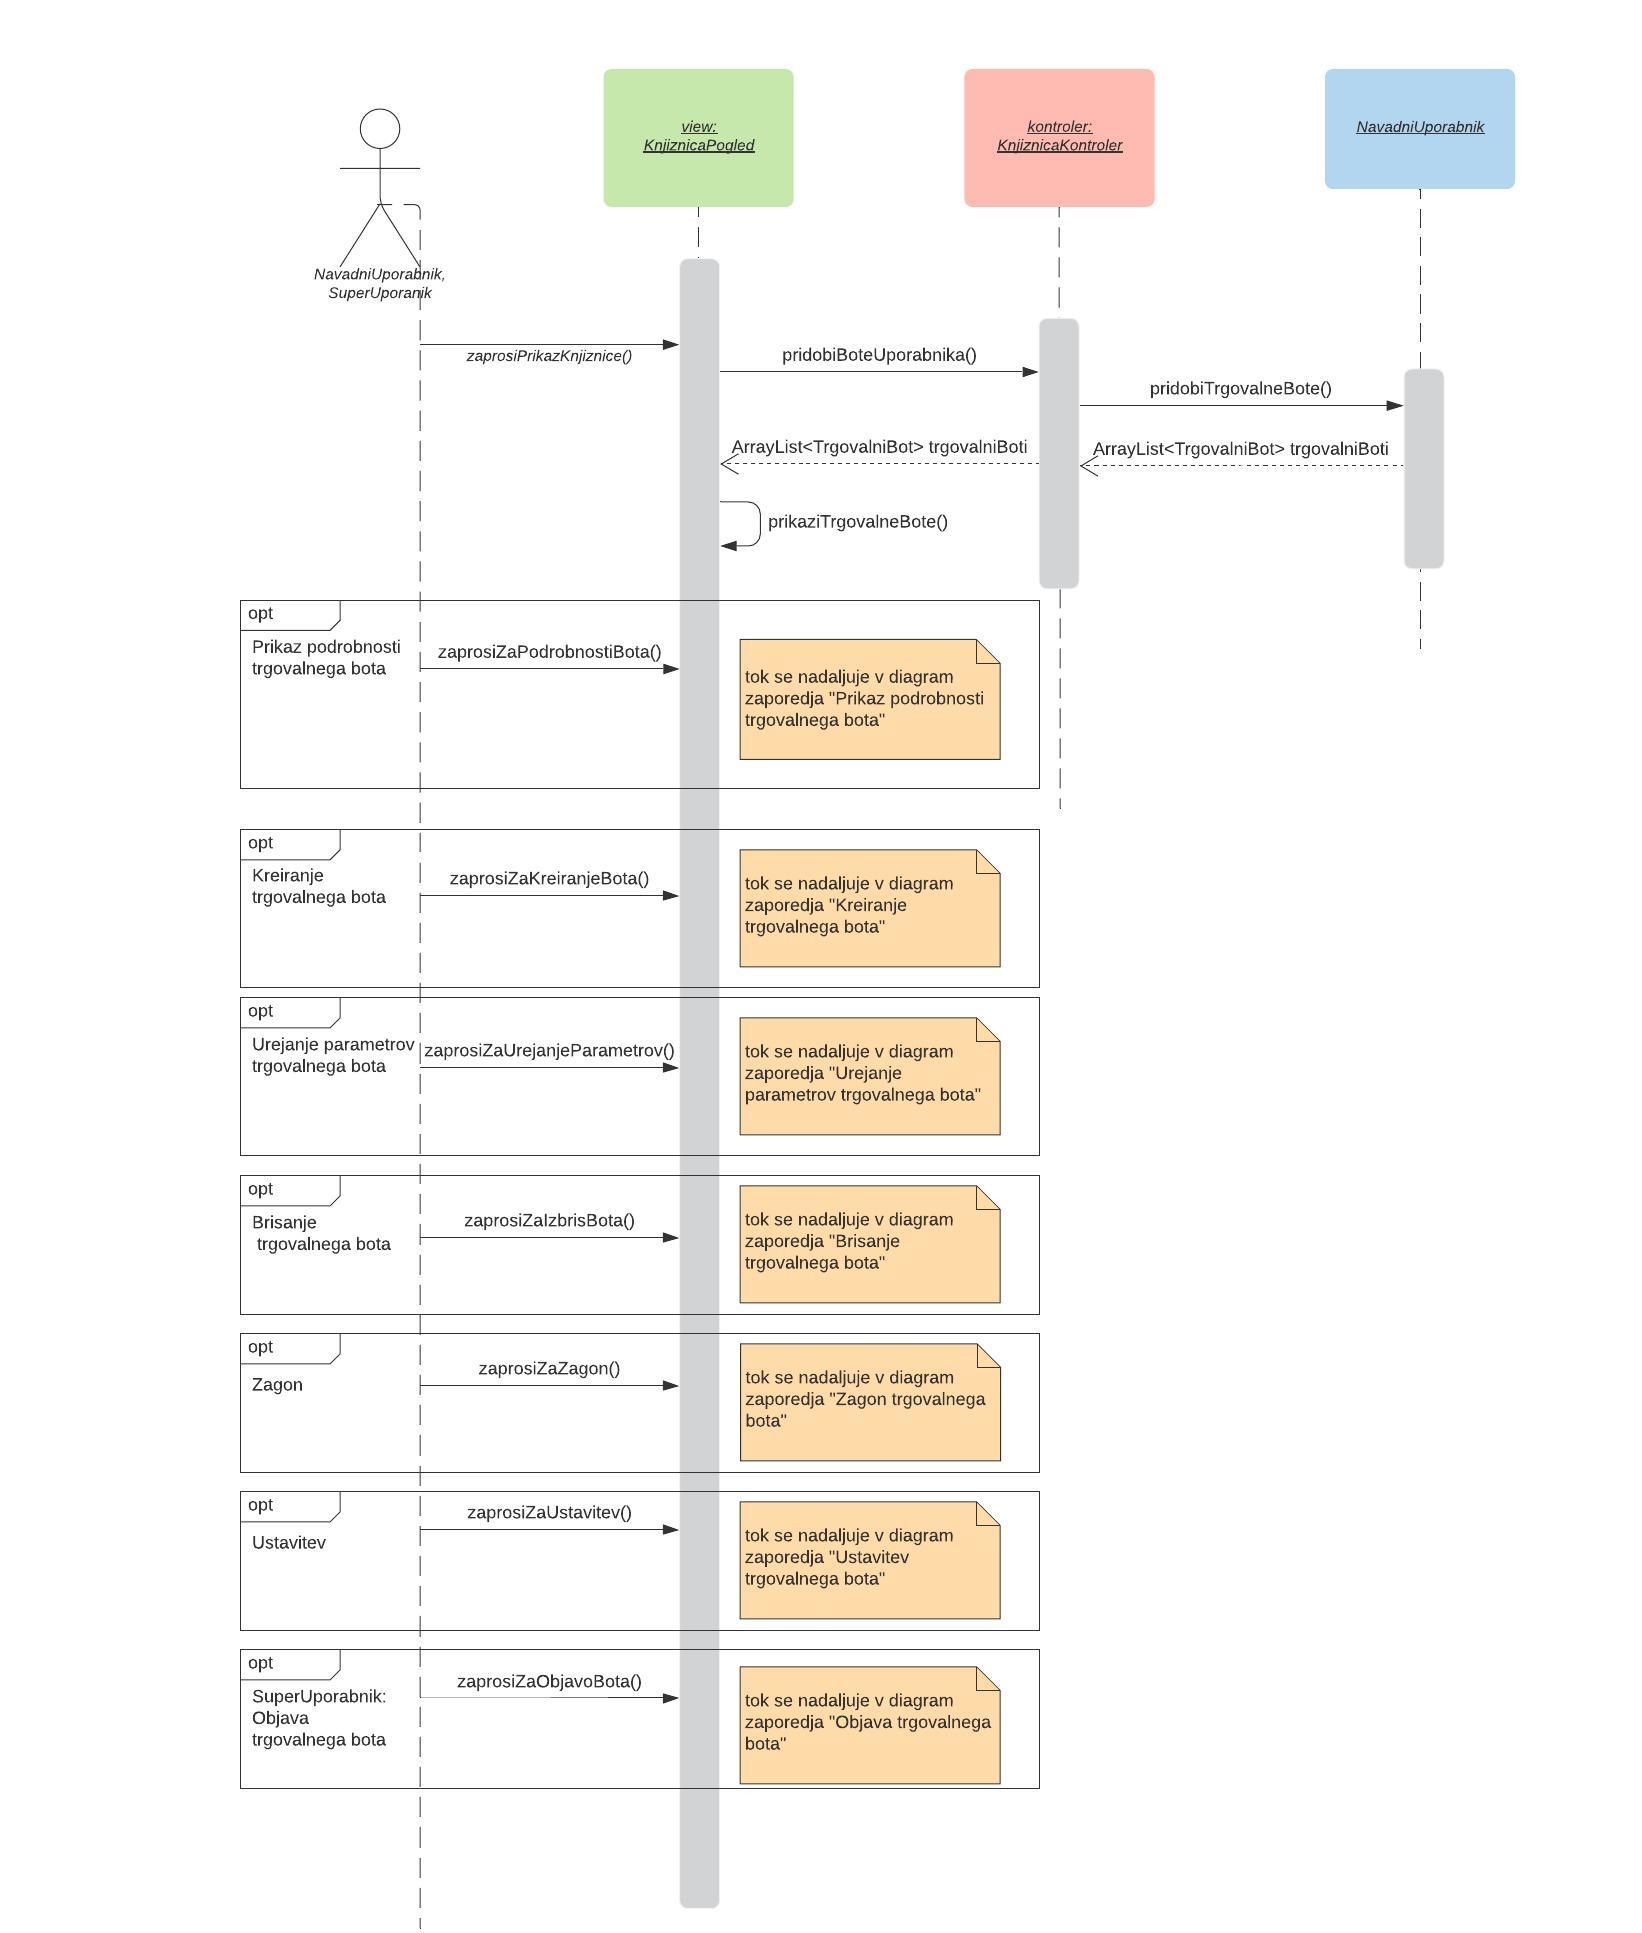 view:
KnjiznicaPogled
kontroler:
KnjiznicaKontroler
NavadniUporabnik
NavadniUporabnik,
SuperUporanik
zaprosiPrikazKnjiznice()
pridobiBoteUporabnika()
pridobiTrgovalneBote()
ArrayList<TrgovalniBot> trgovalniBoti
ArrayList<TrgovalniBot> trgovalniBoti
prikaziTrgovalneBote()
opt
Prikaz podrobnosti
trgovalnega bota
zaprosiZaPodrobnostiBota()
tok se nadaljuje v diagram
zaporedja "Prikaz podrobnosti
trgovalnega bota"
opt
Kreiranje
trgovalnega bota
zaprosiZaKreiranjeBota()
tok se nadaljuje v diagram
zaporedja "Kreiranje
trgovalnega bota"
opt
Urejanje parametrov
trgovalnega bota
zaprosiZaUrejanjeParametrov()
tok se nadaljuje v diagram
zaporedja "Urejanje
parametrov trgovalnega bota"
opt
Brisanje
trgovalnega bota
zaprosiZaIzbrisBota()
tok se nadaljuje v diagram
zaporedja "Brisanje
trgovalnega bota"
opt
Zagon
zaprosiZaZagon()
tok se nadaljuje v diagram
zaporedja "Zagon trgovalnega
bota"
opt
Ustavitev
zaprosiZaUstavitev()
tok se nadaljuje v diagram
zaporedja "Ustavitev
trgovalnega bota"
opt
SuperUporabnik:
Objava
trgovalnega bota
zaprosiZaObjavoBota()
tok se nadaljuje v diagram
zaporedja "Objava trgovalnega
bota"